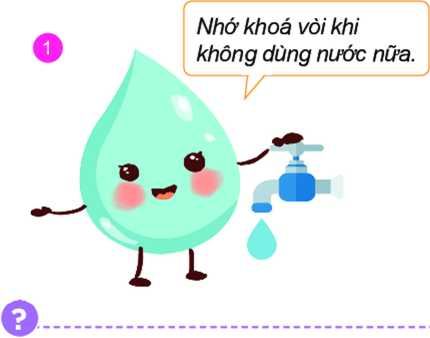 1
Nhớ khoá vòi khi
không dùng nước nữa.
?